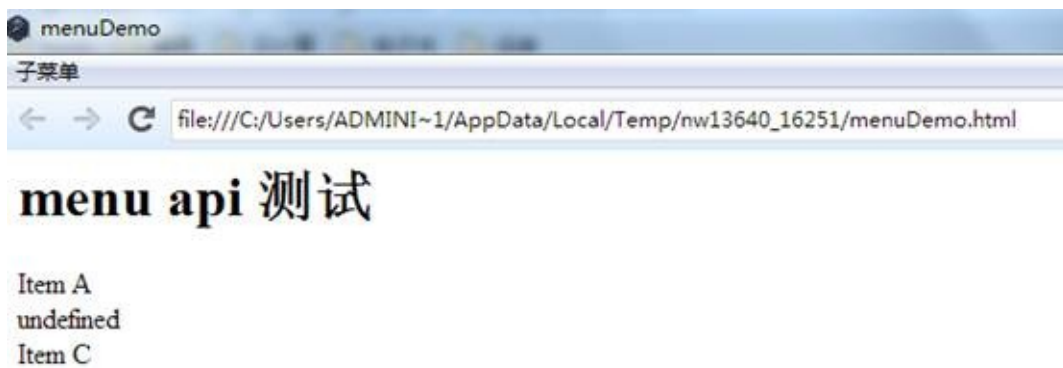 menuDemo
子菜单
file:///C:/Users/ADMINI~1/AppData/Local/Temp/nw13640_16251/menuDemo.html
menu api 测试
Item A
undefined
Item C